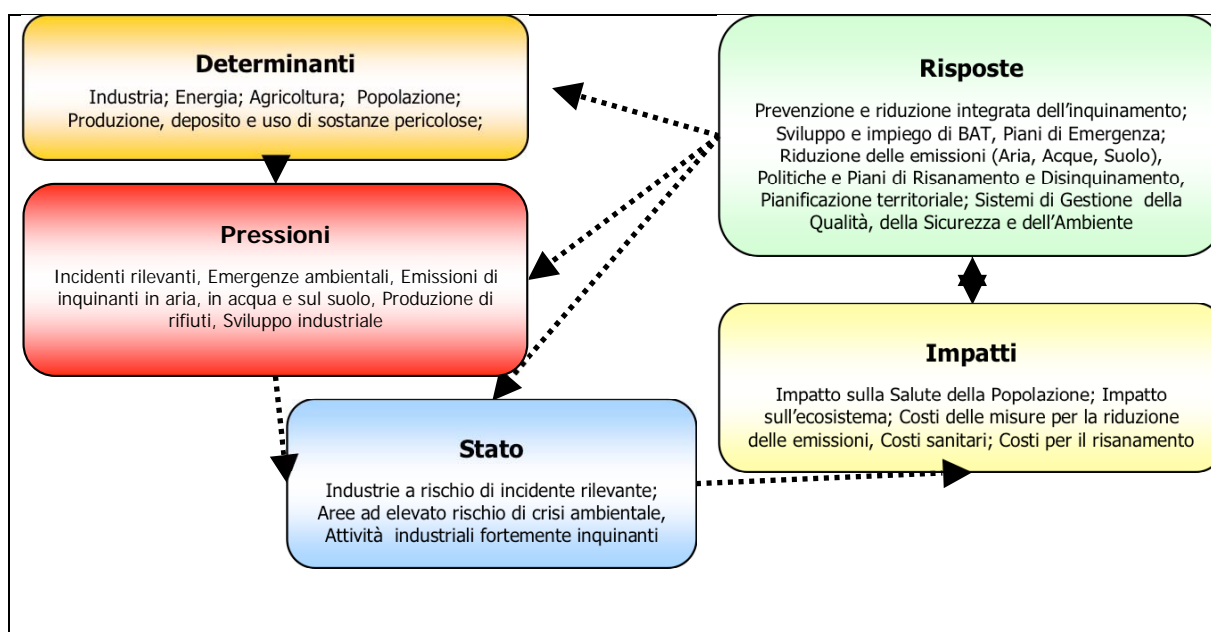 Determinanti
Industria; Energia; Agricoltura; Popolazione;
Produzione, deposito e uso di sostanze pericolose;
Pressioni
Incidenti rilevanti, Emergenze ambientali, Emissioni di
inquinanti in aria, in acqua e sul suolo, Produzione di
rifiuti, Sviluppo industriale
Stato
Industrie a rischio di incidente rilevante;
Aree ad elevato rischio di crisi ambientale,
Attività industriali fortemente inquinanti
Risposte
Prevenzione e riduzione integrata dell'inquinamento;
Sviluppo e impiego di BAT, Piani di Emergenza;
Riduzione delle emissioni (Aria, Acque, Suolo),
Politiche e Piani di Risanamento e Disinquinamento,
Pianificazione territoriale; Sistemi di Gestione della
Qualità, della Sicurezza e dell'Ambiente
Impatti
Impatto sulla Salute della Popolazione; Impatto
sull'ecosistema; Costi delle misure per la riduzione
delle emissioni, Costi sanitari; Costi per il risanamento